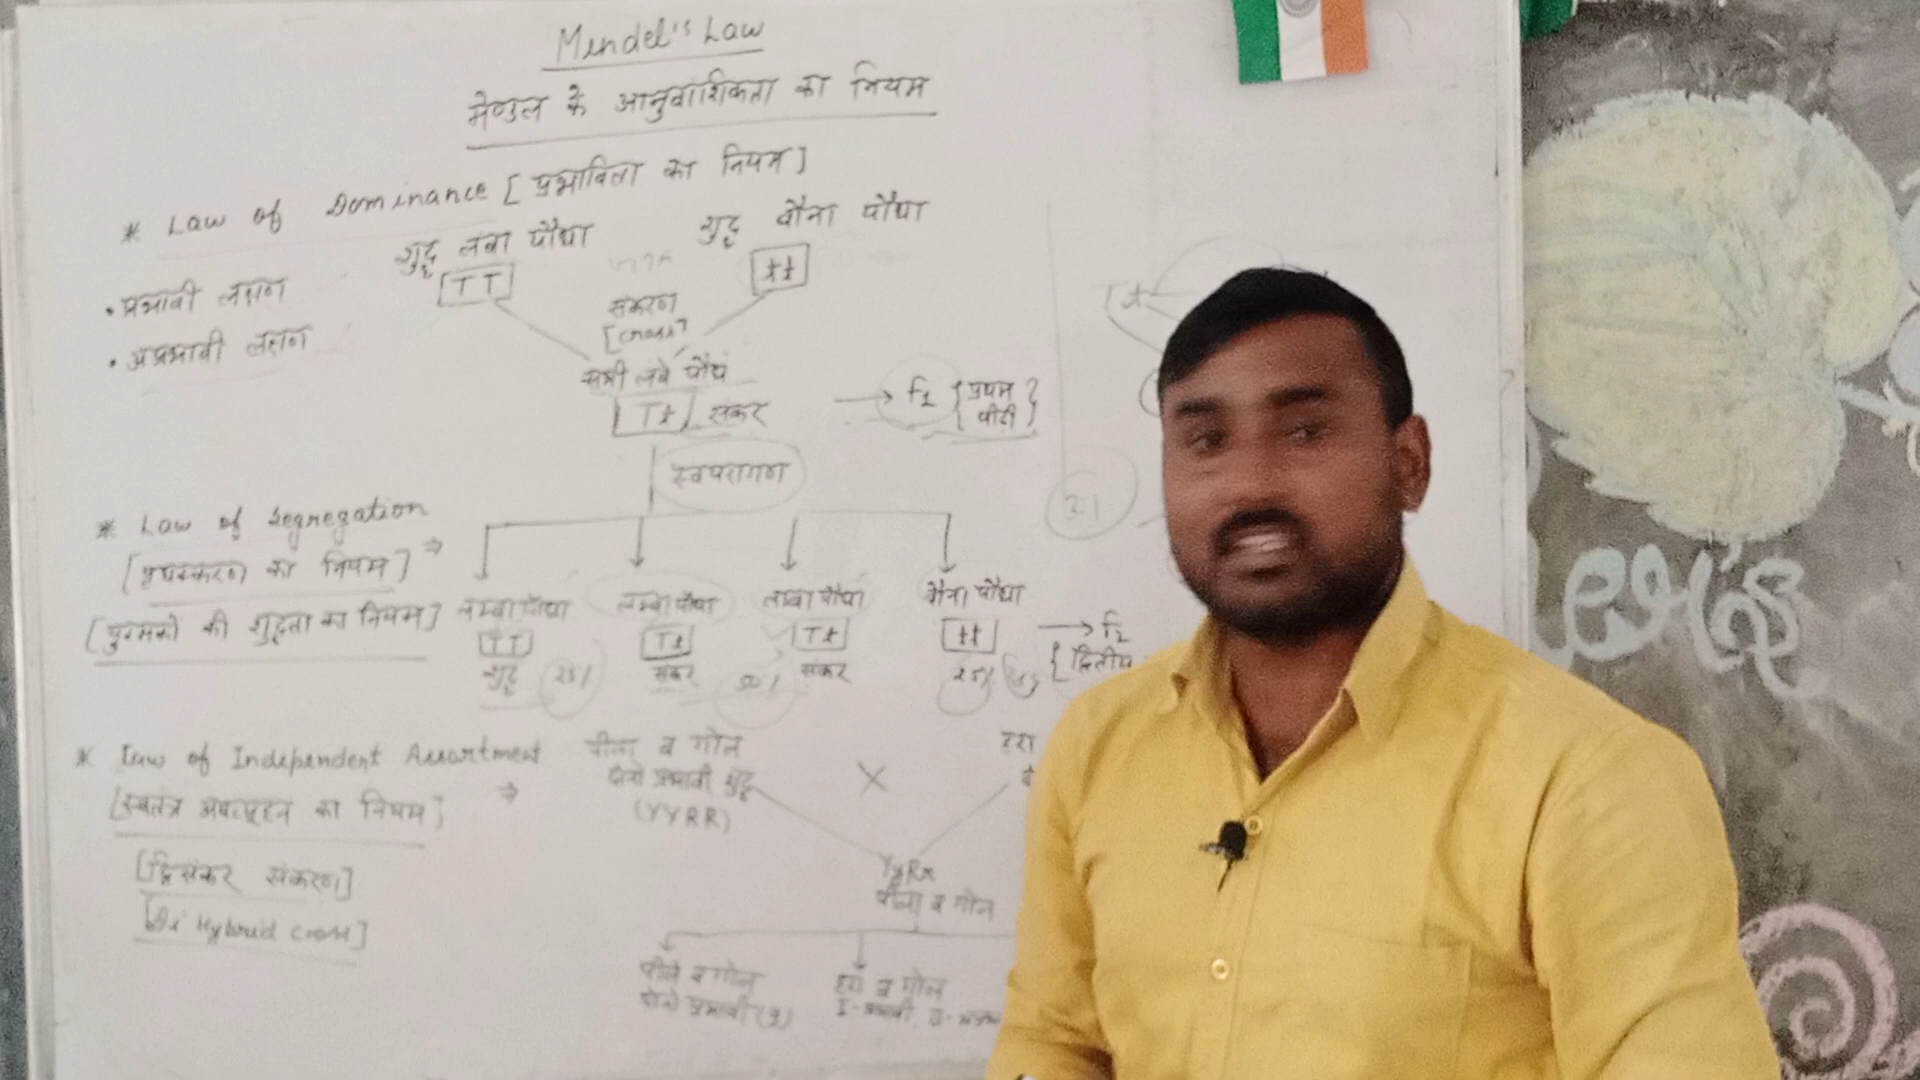 Mendel's Law
मेण्डल के आनुवांशिकता का नियम
* Law of Dominance [प्रभाविता का नियम]
शुद्ध लंबा पौधा
शुद्ध बौना पौधा
• प्रभावी लक्षण
[TT]
tt
संकरण
[cross]
• अप्रभावी लक्षण
सभी लंबे पौधे
Tt संकर
→ F1 {प्रथम पीढी}
स्वपरागण
* Law of Segregation
[पृथक्करण का नियम] ⇒
[युग्मको की शुद्धता का नियम]
लम्बा पौधा
लम्बा पौधा
लम्बा पौधा
बौना पौधा
TT
Tt
Tt
tt
→ F2
{द्वितीय
शुद्ध 25%
संकर
50%
संकर
25%
* Law of Independent Assortment ⇒
[स्वतंत्र अपव्यूहन का नियम]
[द्विसंकर संकरण]
[Di Hybrid cross]
पीला व गोल
दोनो प्रभावी शुद्ध
(YYRR)
X
हरा
YyRr
पीला व गोल
पीले व गोल
दोनो प्रभावी (9)
हरा व गोल